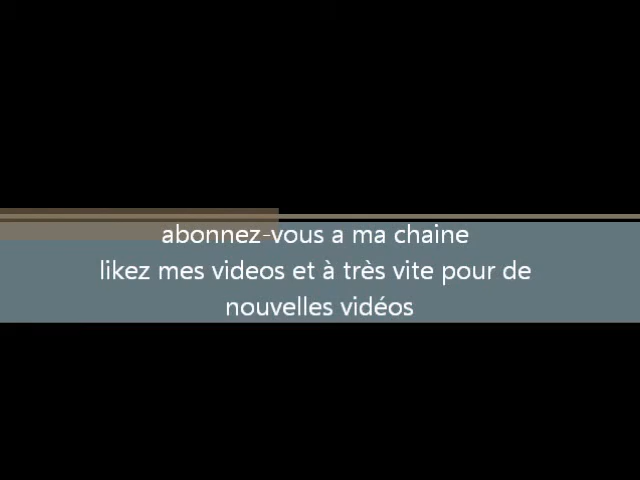 abonnez-vous a ma chaine
likez mes videos et à très vite pour de
nouvelles vidéos